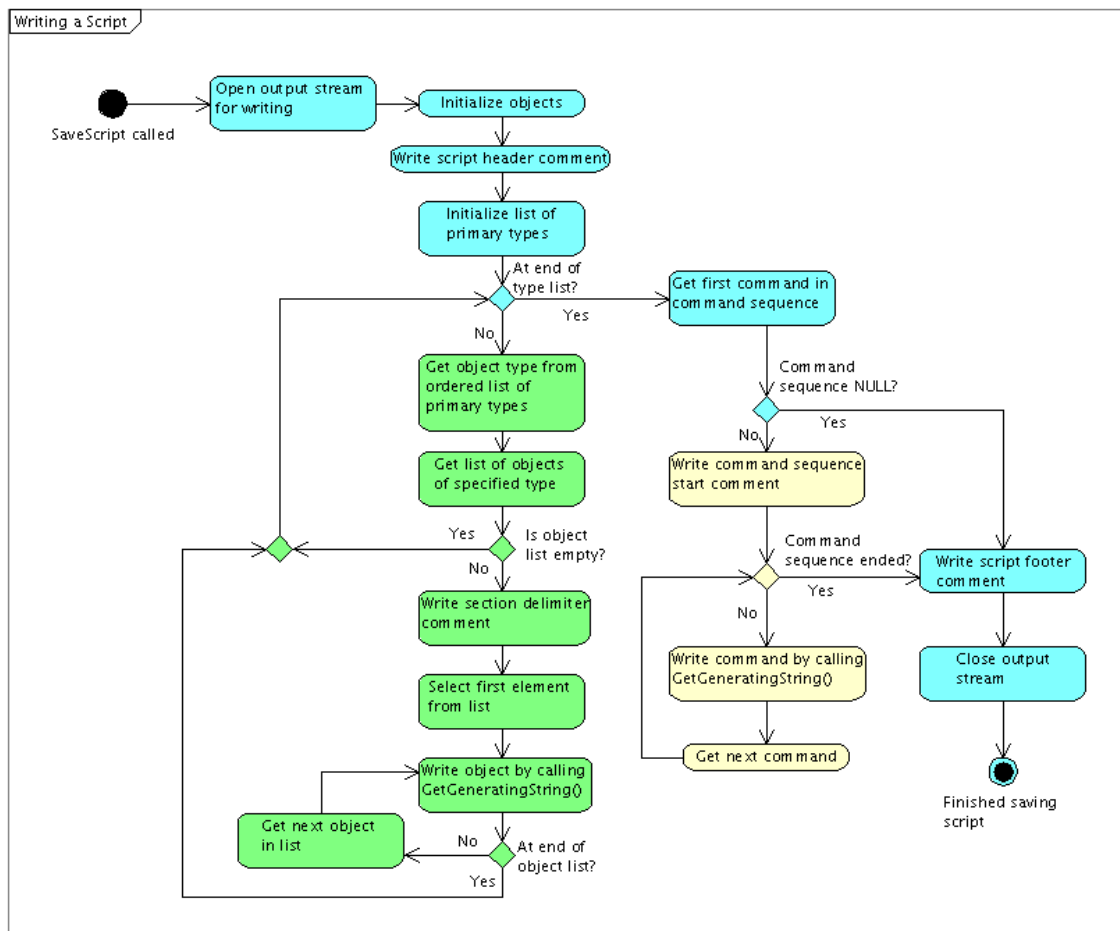 Writing a Script
Open output stream
for writing
Initialize objects
SaveScript called
Write script header comment
Initialize list of
primary types
At end of
type list?
Get first command in
command sequence
Yes
No
Get object type from
ordered list of
primary types
Command
sequence NULL?
Yes
No
Get list of objects
of specified type
Write command sequence
start comment
Yes
Is object
list empty?
No
Command
sequence ended?
Yes
No
Write script footer
comment
Write section delimiter
comment
Write command by calling
GetGeneratingString()
Close output
stream
Select first element
from list
Get next command
Write object by calling
GetGeneratingString()
Finished saving
script
Get next object
in list
No
At end of
object list?
Yes